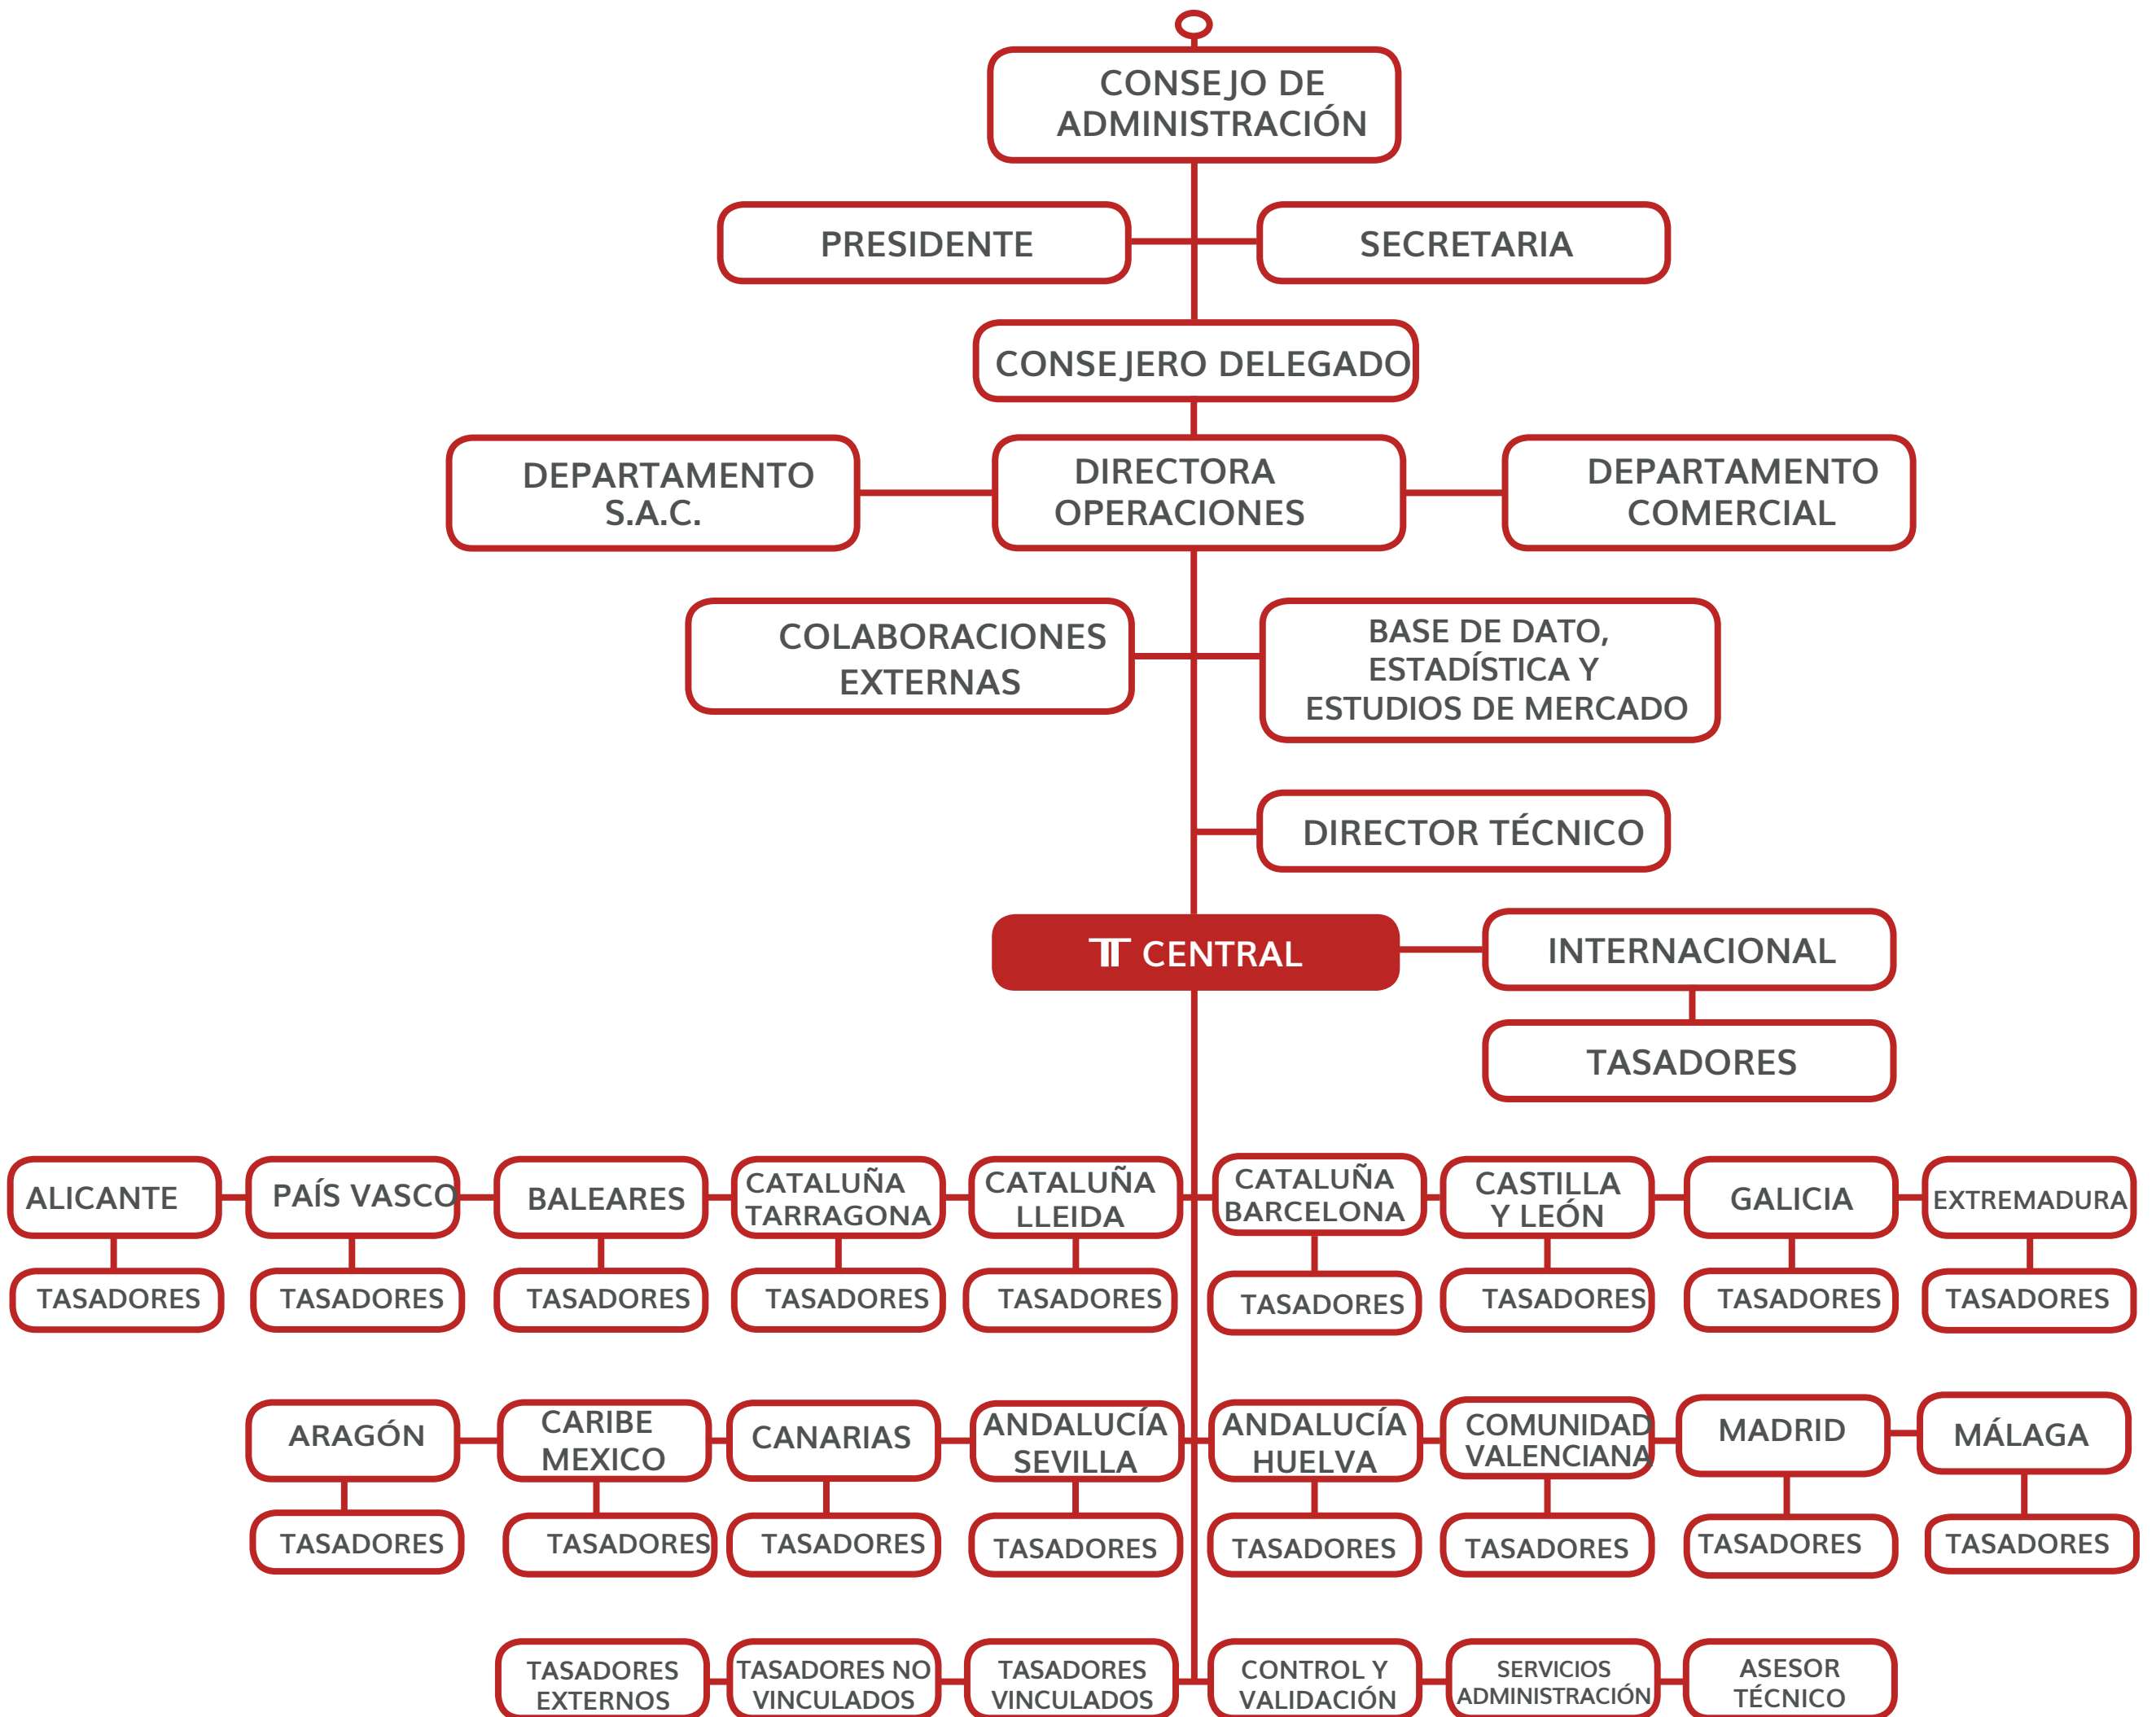 CONSEJO DE
ADMINISTRACIÓN
PRESIDENTE
SECRETARIA
CONSEJERO DELEGADO
DEPARTAMENTO
S.A.C.
DIRECTORA
OPERACIONES
DEPARTAMENTO
COMERCIAL
COLABORACIONES
EXTERNAS
BASE DE DATO,
ESTADÍSTICA Y
ESTUDIOS DE MERCADO
DIRECTOR TÉCNICO
CENTRAL
INTERNACIONAL
TASADORES
ALICANTE
PAÍS VASCO
BALEARES
CATALUÑA
TARRAGONA
CATALUÑA
LLEIDA
CATALUÑA
BARCELONA
CASTILLA
Y LEÓN
GALICIA
EXTREMADURA
TASADORES
TASADORES
TASADORES
TASADORES
TASADORES
TASADORES
TASADORES
TASADORES
TASADORES
ARAGÓN
CARIBE
MEXICO
CANARIAS
ANDALUCÍA
SEVILLA
ANDALUCÍA
HUELVA
COMUNIDAD
VALENCIANA
MADRID
MÁLAGA
TASADORES
TASADORES
TASADORES
TASADORES
TASADORES
TASADORES
TASADORES
TASADORES
TASADORES
EXTERNOS
TASADORES NO
VINCULADOS
TASADORES
VINCULADOS
CONTROL Y
VALIDACIÓN
SERVICIOS
ADMINISTRACIÓN
ASESOR
TÉCNICO